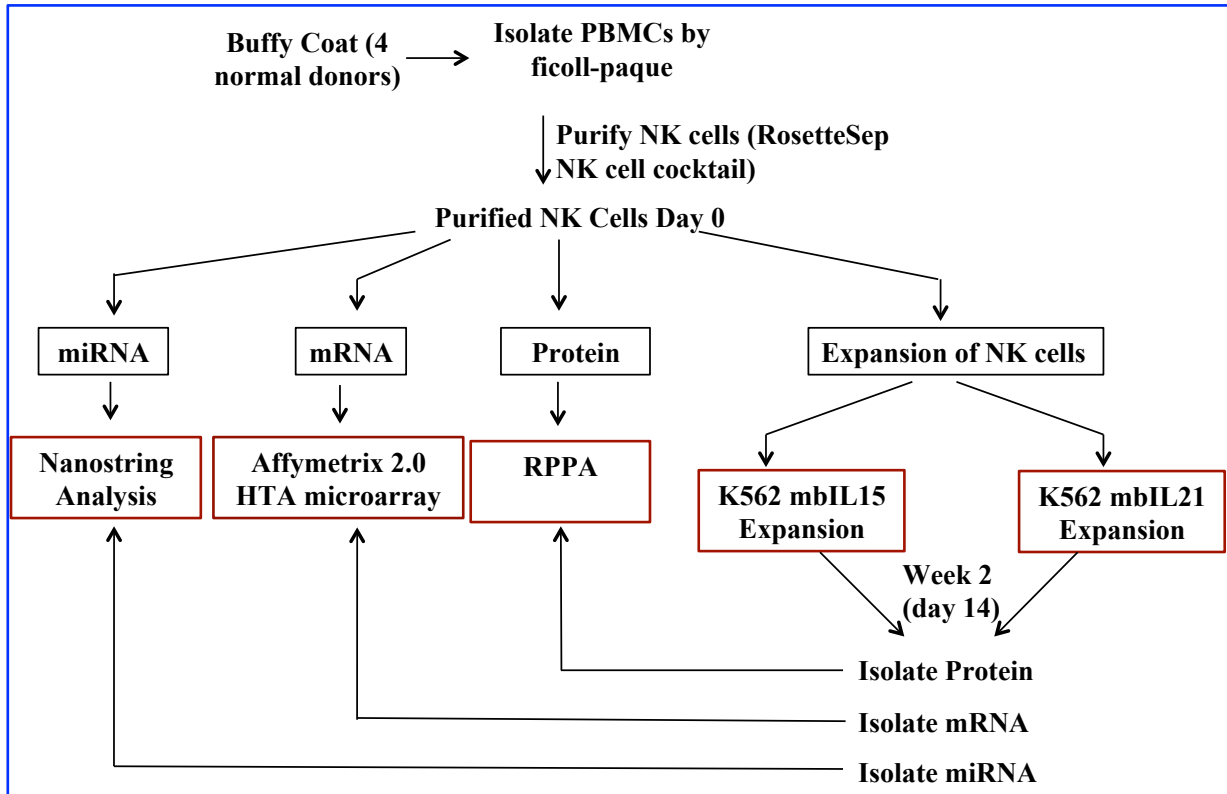 Buffy Coat (4
normal donors)
Isolate PBMCs by
ficoll-paque
Purify NK cells (RosetteSep
NK cell cocktail)
Purified NK Cells Day 0
miRNA
mRNA
Protein
Expansion of NK cells
Nanostring
Analysis
Affymetrix 2.0
HTA microarray
RPPA
K562 mbIL15
Expansion
K562 mbIL21
Expansion
Week 2
(day 14)
Isolate Protein
Isolate mRNA
Isolate miRNA